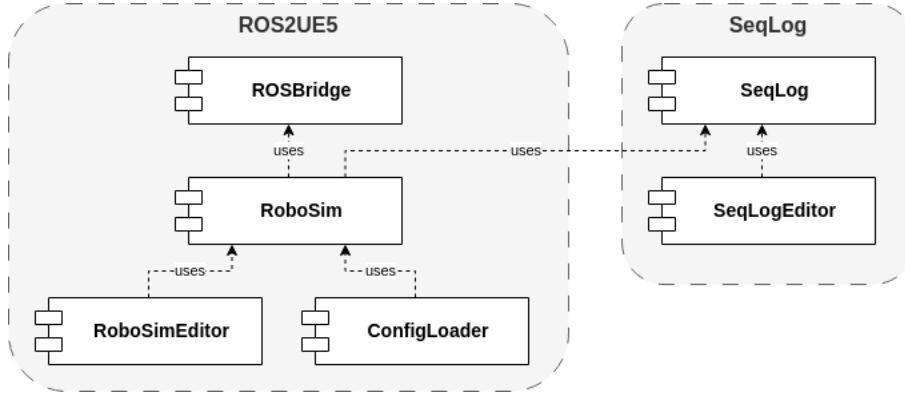 ROS2UE5
SeqLog
ROSBridge
SeqLog
uses
uses
uses
RoboSim
SeqLogEditor
uses
uses
RoboSimEditor
ConfigLoader